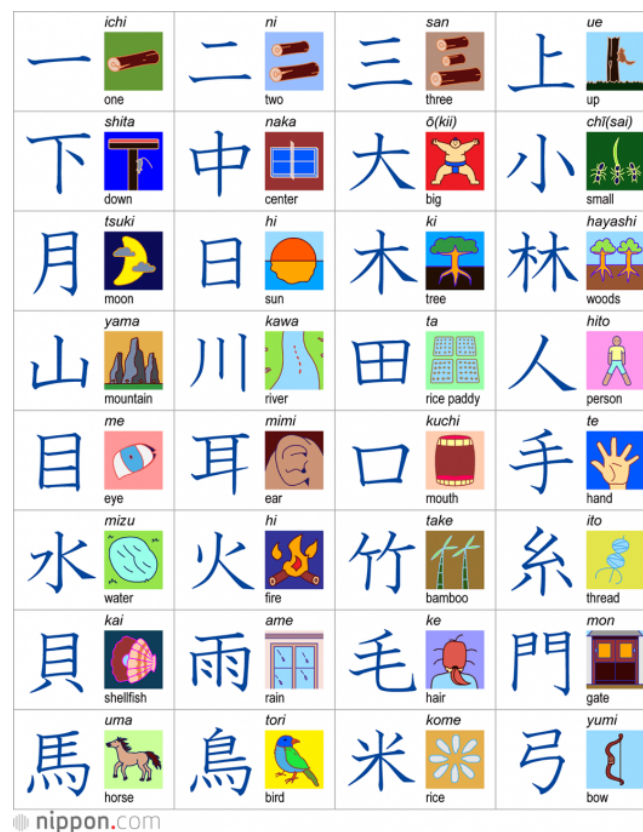 一 ichi one
二 ni two
三 san three
上 ue up
下 shita down
中 naka center
大 ō(kii) big
小 chī(sai) small
月 tsuki moon
日 hi sun
木 ki tree
林 hayashi woods
山 yama mountain
川 kawa river
田 ta rice paddy
人 hito person
目 me eye
耳 mimi ear
口 kuchi mouth
手 te hand
水 mizu water
火 hi fire
竹 take bamboo
糸 ito thread
貝 kai shellfish
雨 ame rain
毛 ke hair
門 mon gate
馬 uma horse
鳥 tori bird
米 kome rice
弓 yumi bow
nippon.com